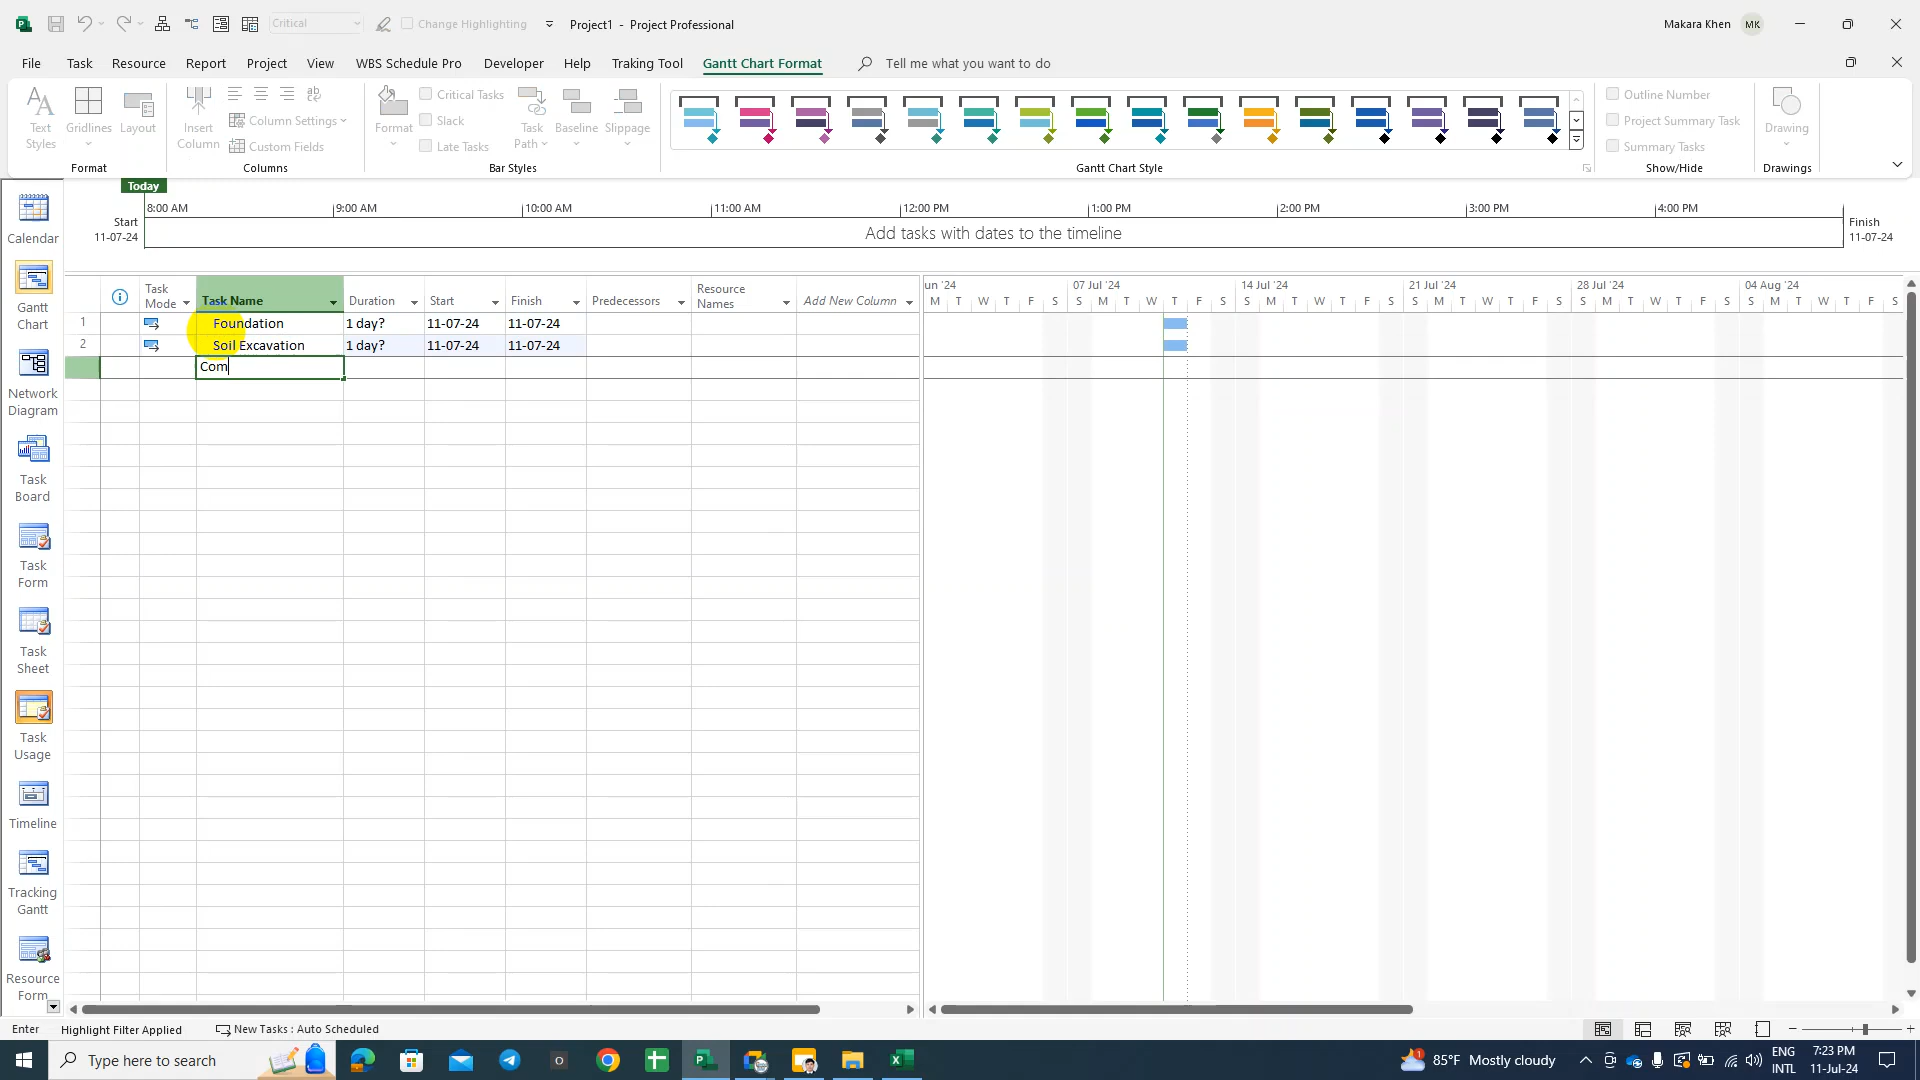 Critical
Change Highlighting
Project1 - Project Professional
Makara Khen
MK
File
Task
Resource
Report
Project
View
WBS Schedule Pro
Developer
Help
Traking Tool
Gantt Chart Format
Tell me what you want to do
Text
Styles
Gridlines
Layout
Format
Insert
Column
ab
Column Settings
Custom Fields
Columns
Format
Critical Tasks
Slack
Late Tasks
Task
Path
Baseline
Slippage
Bar Styles
Gantt Chart Style
Outline Number
Project Summary Task
Summary Tasks
Show/Hide
Drawing
Drawings
Today
8:00 AM
9:00 AM
10:00 AM
11:00 AM
12:00 PM
1:00 PM
2:00 PM
3:00 PM
4:00 PM
Start
11-07-24
Add tasks with dates to the timeline
Finish
11-07-24
Calendar
Gantt
Chart
Network
Diagram
Task
Board
Task
Form
Task
Sheet
Task
Usage
Timeline
Tracking
Gantt
Resource
Form
Task
Mode
Task Name
Duration
Start
Finish
Predecessors
Resource
Names
Add New Column
1 Foundation 1 day? 11-07-24 11-07-24
2 Soil Excavation 1 day? 11-07-24 11-07-24
Com
un '24
07 Jul '24
14 Jul '24
21 Jul '24
28 Jul '24
04 Aug '24
M T W T F S S M T W T F S S M T W T F S S M T W T F S S M T W T F S S M T W T F S
Enter
Highlight Filter Applied
New Tasks : Auto Scheduled
Type here to search
85°F Mostly cloudy
ENG
INTL
7:23 PM
11-Jul-24